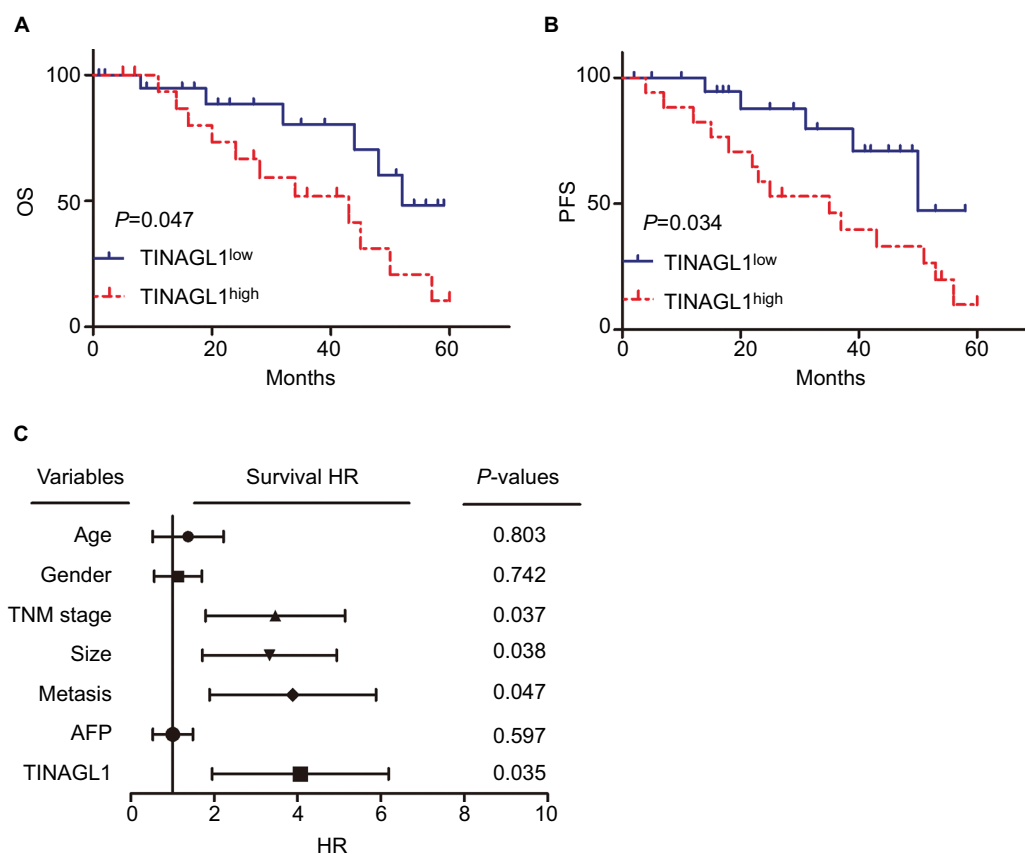 A
100
50
0
OS
P=0.047
TINAGL1low
TINAGL1high
0 20 40 60
Months
B
100
50
0
PFS
P=0.034
TINAGL1low
TINAGL1high
0 20 40 60
Months
C
Variables Survival HR P-values
Age 0.803
Gender 0.742
TNM stage 0.037
Size 0.038
Metasis 0.047
AFP 0.597
TINAGL1 0.035
0 2 4 6 8 10
HR